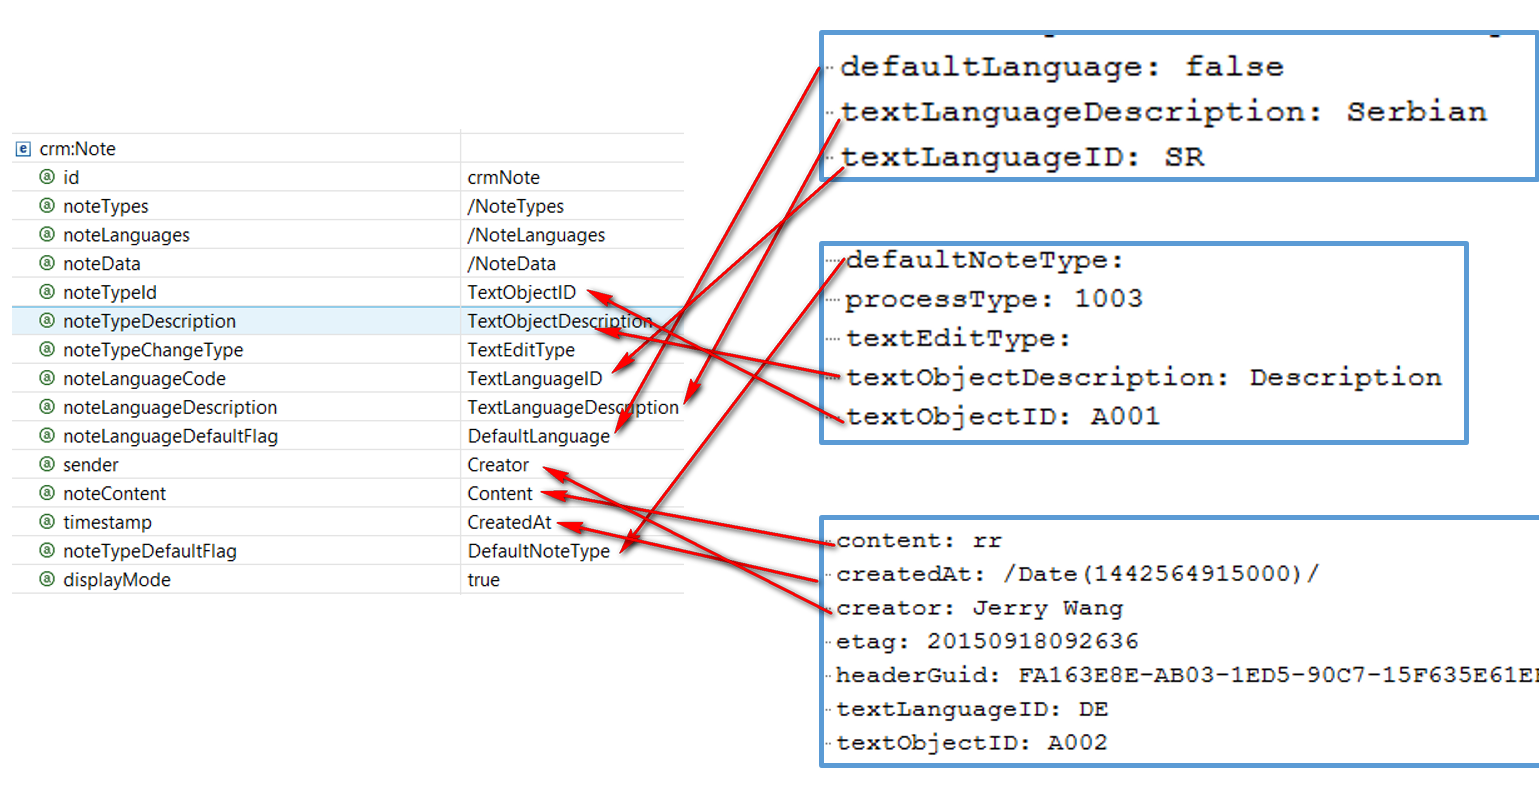 crm:Note
id crmNote
noteTypes /NoteTypes
noteLanguages /NoteLanguages
noteData /NoteData
noteTypeId TextObjectID
noteTypeDescription TextObjectDescription
noteTypeChangeType TextEditType
noteLanguageCode TextLanguageID
noteLanguageDescription TextLanguageDescription
noteLanguageDefaultFlag DefaultLanguage
sender Creator
noteContent Content
timestamp CreatedAt
noteTypeDefaultFlag DefaultNoteType
displayMode true
defaultLanguage: false
textLanguageDescription: Serbian
textLanguageID: SR
defaultNoteType:
processType: 1003
textEditType:
textObjectDescription: Description
textObjectID: A001
content: rr
createdAt: /Date(1442564915000)/
creator: Jerry Wang
etag: 20150918092636
headerGuid: FA163E8E-AB03-1ED5-90C7-15F635E61E
textLanguageID: DE
textObjectID: A002